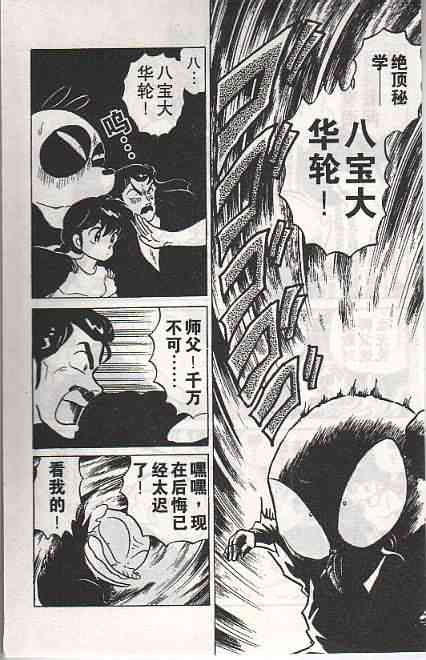 绝顶秘
学——
八宝大
华轮！
八…
八宝大
华轮！
呜…
师父！千万
不可……
嘿嘿，现
在后悔已
经太迟
了！
看我的！